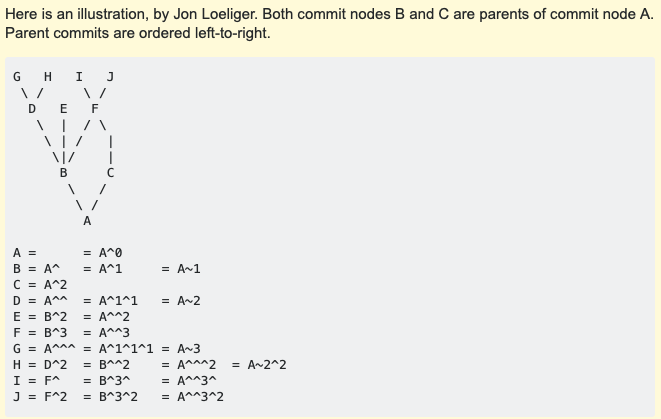 Here is an illustration, by Jon Loeliger. Both commit nodes B and C are parents of commit node A.
Parent commits are ordered left-to-right.
G   H   I   J
 \ /     \ /
  D   E   F
   \  |  / \
    \ | /   |
     \|/    |
      B     C
       \   /
        \ /
         A
A =      = A^0
B = A^   = A^1     = A~1
C = A^2
D = A^^  = A^1^1   = A~2
E = B^2  = A^^2
F = B^3  = A^^3
G = A^^^ = A^1^1^1 = A~3
H = D^2  = B^^2    = A^^^2  = A~2^2
I = F^   = B^3^    = A^^3^
J = F^2  = B^3^2   = A^^3^2